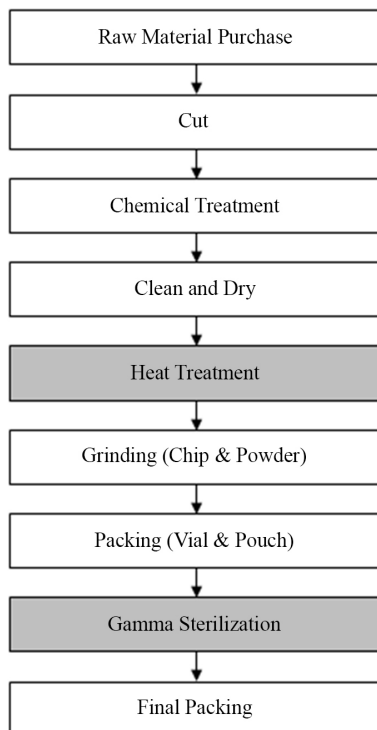 Raw Material Purchase
Cut
Chemical Treatment
Clean and Dry
Heat Treatment
Grinding (Chip & Powder)
Packing (Vial & Pouch)
Gamma Sterilization
Final Packing